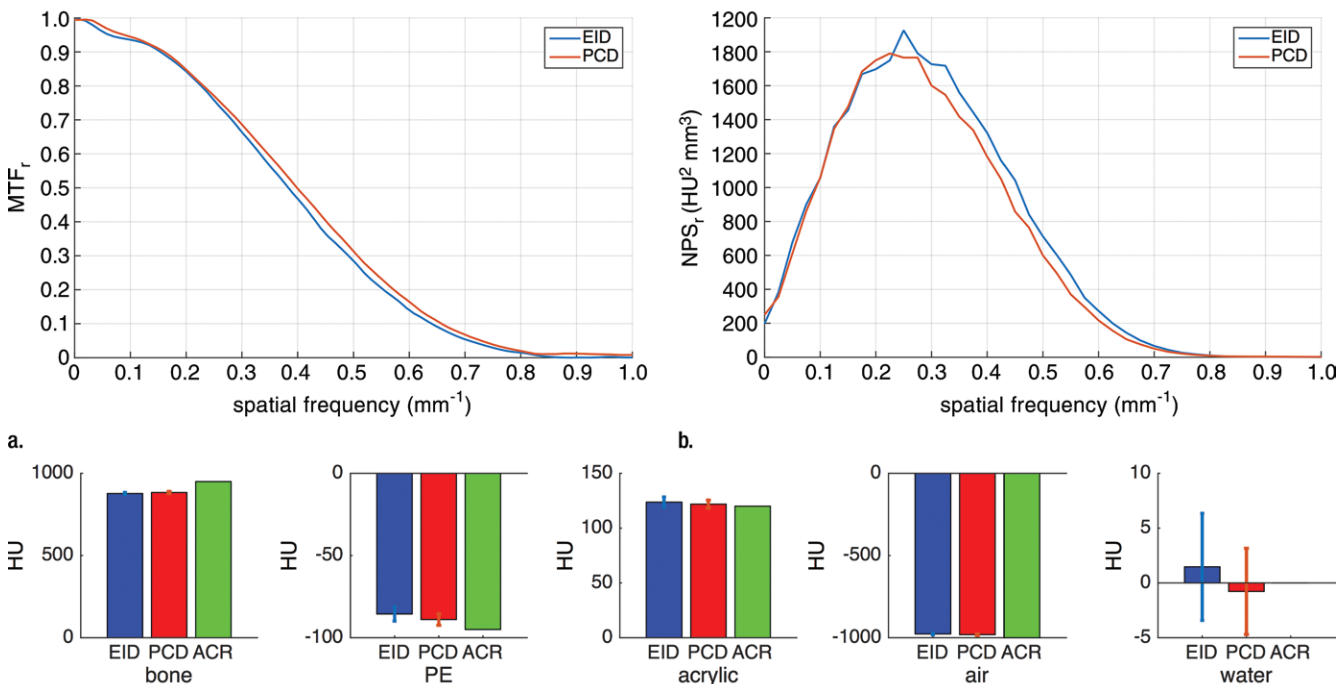 1.0
0.9
0.8
0.7
0.6
0.5
0.4
0.3
0.2
0.1
0
MTFr
EID
PCD
0 0.1 0.2 0.3 0.4 0.5 0.6 0.7 0.8 0.9 1.0
spatial frequency (mm⁻¹)
1200
1800
1600
1400
1200
1000
800
600
400
200
0
NPSr (HU² mm³)
EID
PCD
0 0.1 0.2 0.3 0.4 0.5 0.6 0.7 0.8 0.9 1.0
spatial frequency (mm⁻¹)
a.
b.
1000
500
0
HU
EID PCD ACR
bone
0
-50
-100
HU
EID PCD ACR
PE
150
100
50
0
HU
EID PCD ACR
acrylic
0
-500
-1000
HU
EID PCD ACR
air
10
5
0
-5
HU
EID PCD ACR
water